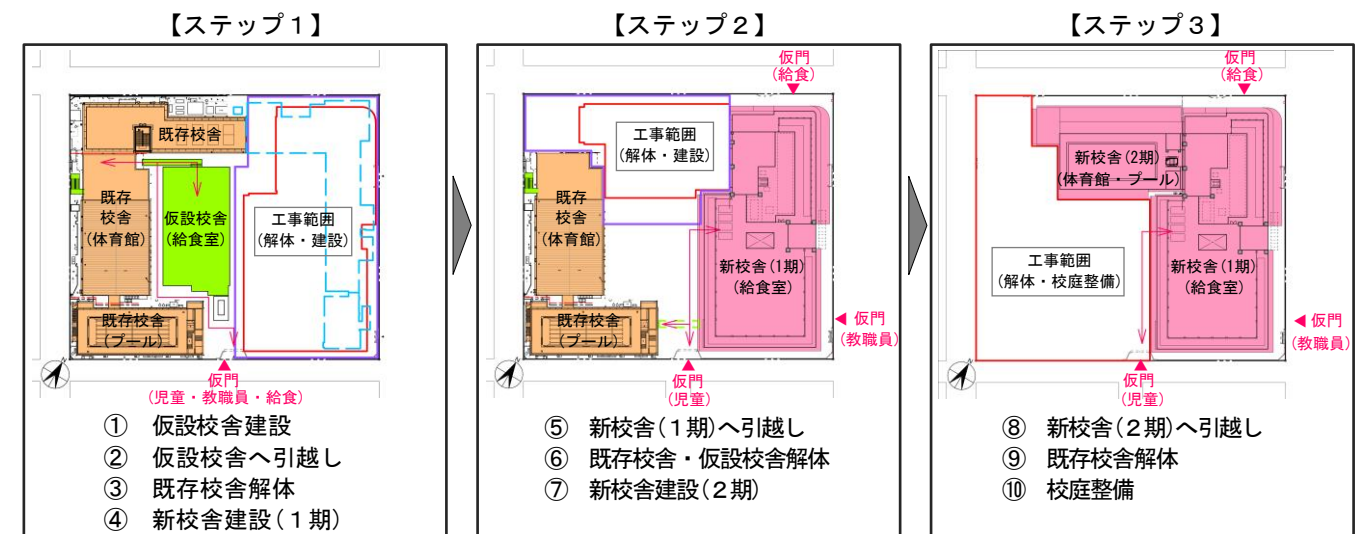 【ステップ１】
既存校舎
既存
校舎
(体育館)
仮設校舎
(給食室)
工事範囲
(解体・建設)
既存校舎
(プール)
仮門
(児童・教職員・給食)
① 仮設校舎建設
② 仮設校舎へ引越し
③ 既存校舎解体
④ 新校舎建設(１期)
【ステップ２】
仮門
(給食)
工事範囲
(解体・建設)
既存
校舎
(体育館)
新校舎(1期)
(給食室)
既存校舎
(プール)
仮門
(教職員)
仮門
(児童)
⑤ 新校舎(１期)へ引越し
⑥ 既存校舎・仮設校舎解体
⑦ 新校舎建設(２期)
【ステップ３】
仮門
(給食)
新校舎(2期)
(体育館・プール)
工事範囲
(解体・校庭整備)
新校舎(1期)
(給食室)
仮門
(教職員)
仮門
(児童)
⑧ 新校舎(２期)へ引越し
⑨ 既存校舎解体
⑩ 校庭整備